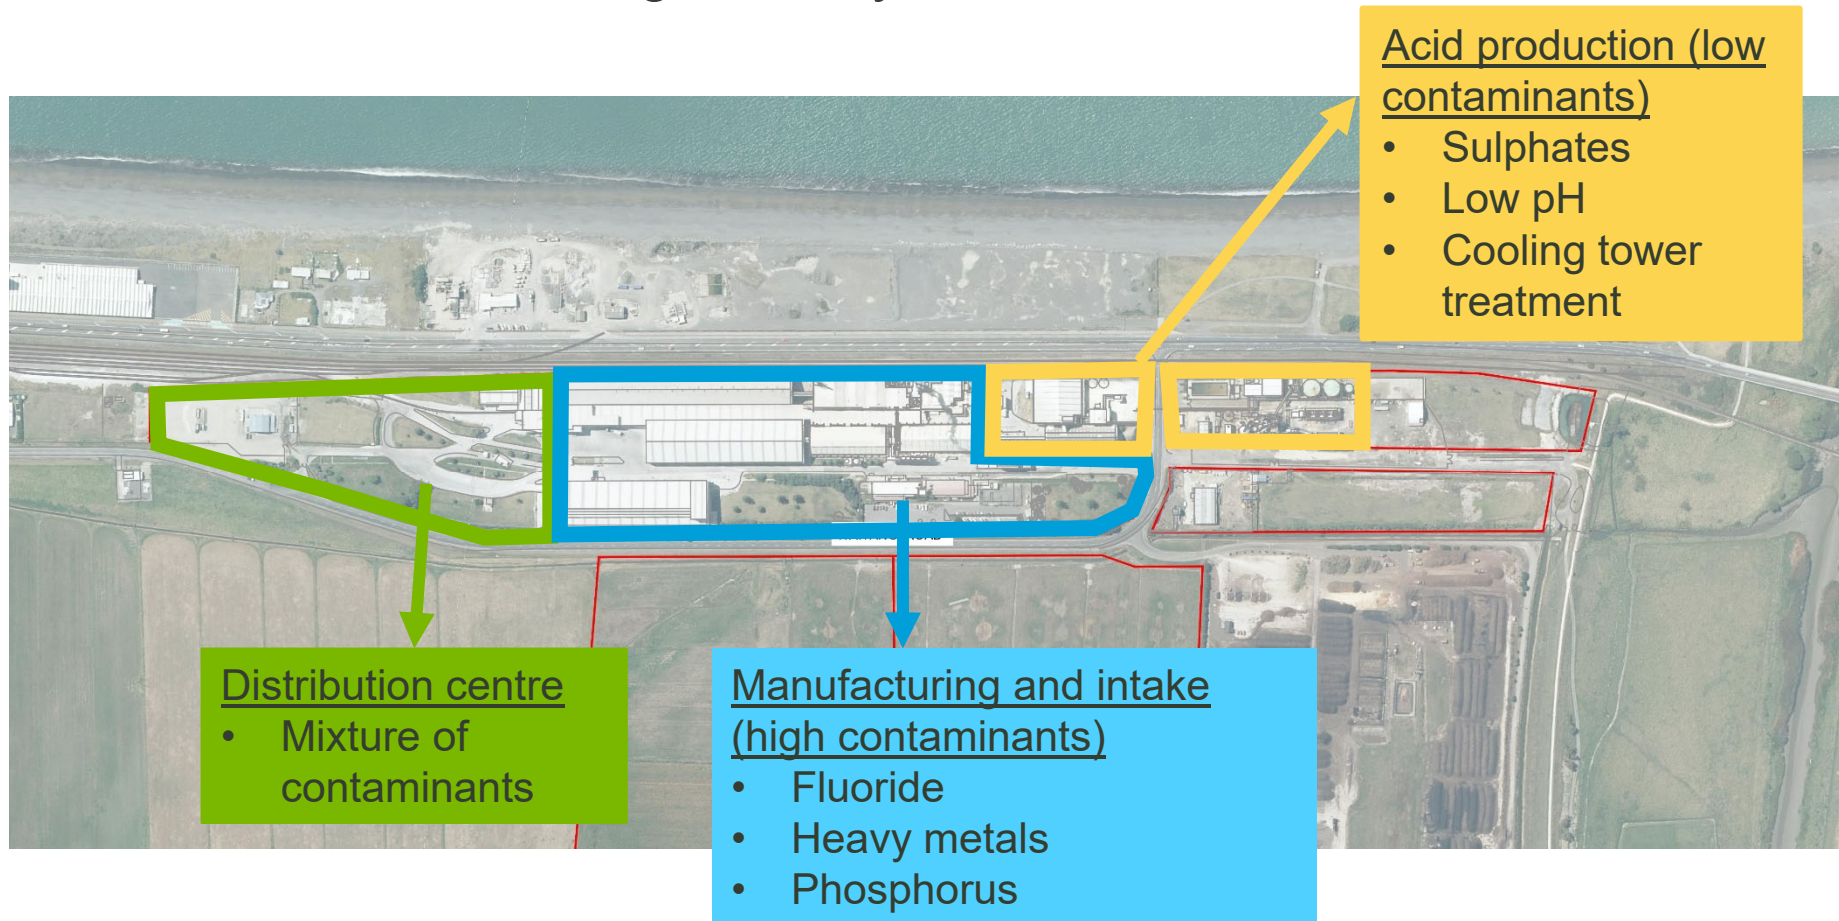 Acid production (low
contaminants)
• Sulphates
• Low pH
• Cooling tower
treatment
Distribution centre
• Mixture of
contaminants
Manufacturing and intake
(high contaminants)
• Fluoride
• Heavy metals
• Phosphorus